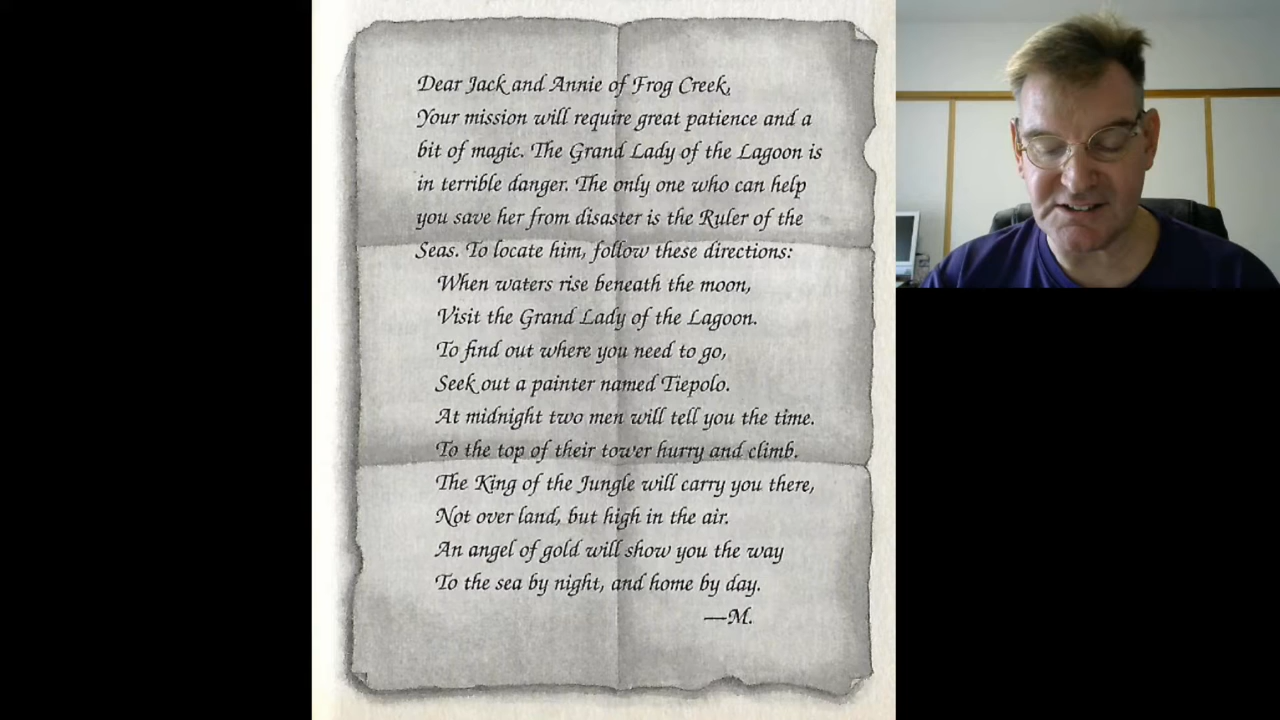 Dear Jack and Annie of Frog Creek,
Your mission will require great patience and a
bit of magic. The Grand Lady of the Lagoon is
in terrible danger. The only one who can help
you save her from disaster is the Ruler of the
Seas. To locate him, follow these directions:
When waters rise beneath the moon,
Visit the Grand Lady of the Lagoon.
To find out where you need to go,
Seek out a painter named Tiepolo.
At midnight two men will tell you the time.
To the top of their tower hurry and climb.
The King of the Jungle will carry you there,
Not over land, but high in the air.
An angel of gold will show you the way
To the sea by night, and home by day.
—M.